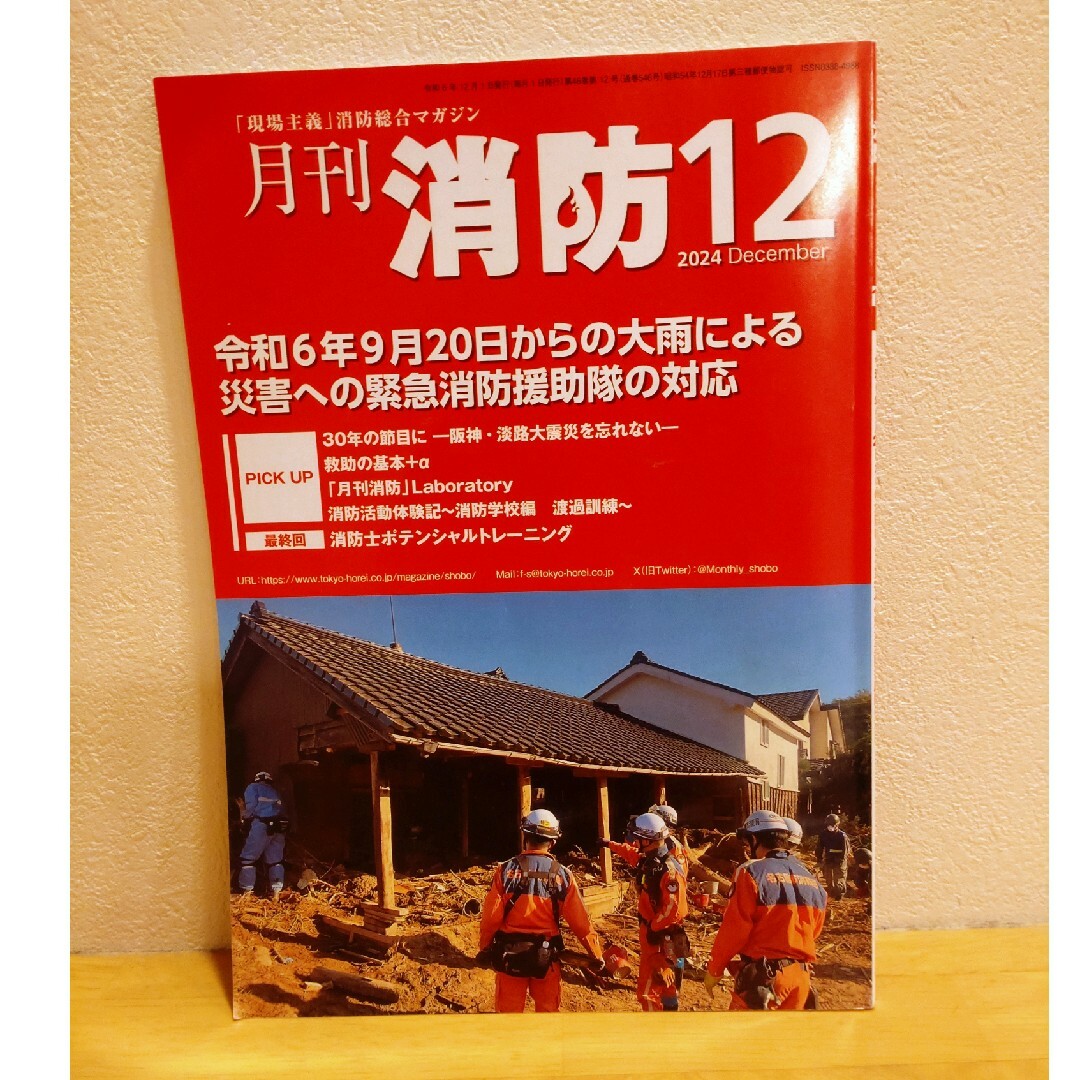 「現場主義」消防総合マガジン
月刊 消防 12
2024 December
令和6年9月20日からの大雨による
災害への緊急消防援助隊の対応
PICK UP
30年の節目に ―阪神・淡路大震災を忘れない―
救助の基本+α
「月刊消防」Laboratory
消防活動体験記～消防学校編 渡過訓練～
最終回 消防士ポテンシャルトレーニング
URL:https://www.tokyo-horei.co.jp/magazine/shobo/ Mail:f-s@tokyo-horei.co.jp X(旧Twitter):@Monthly_shobo